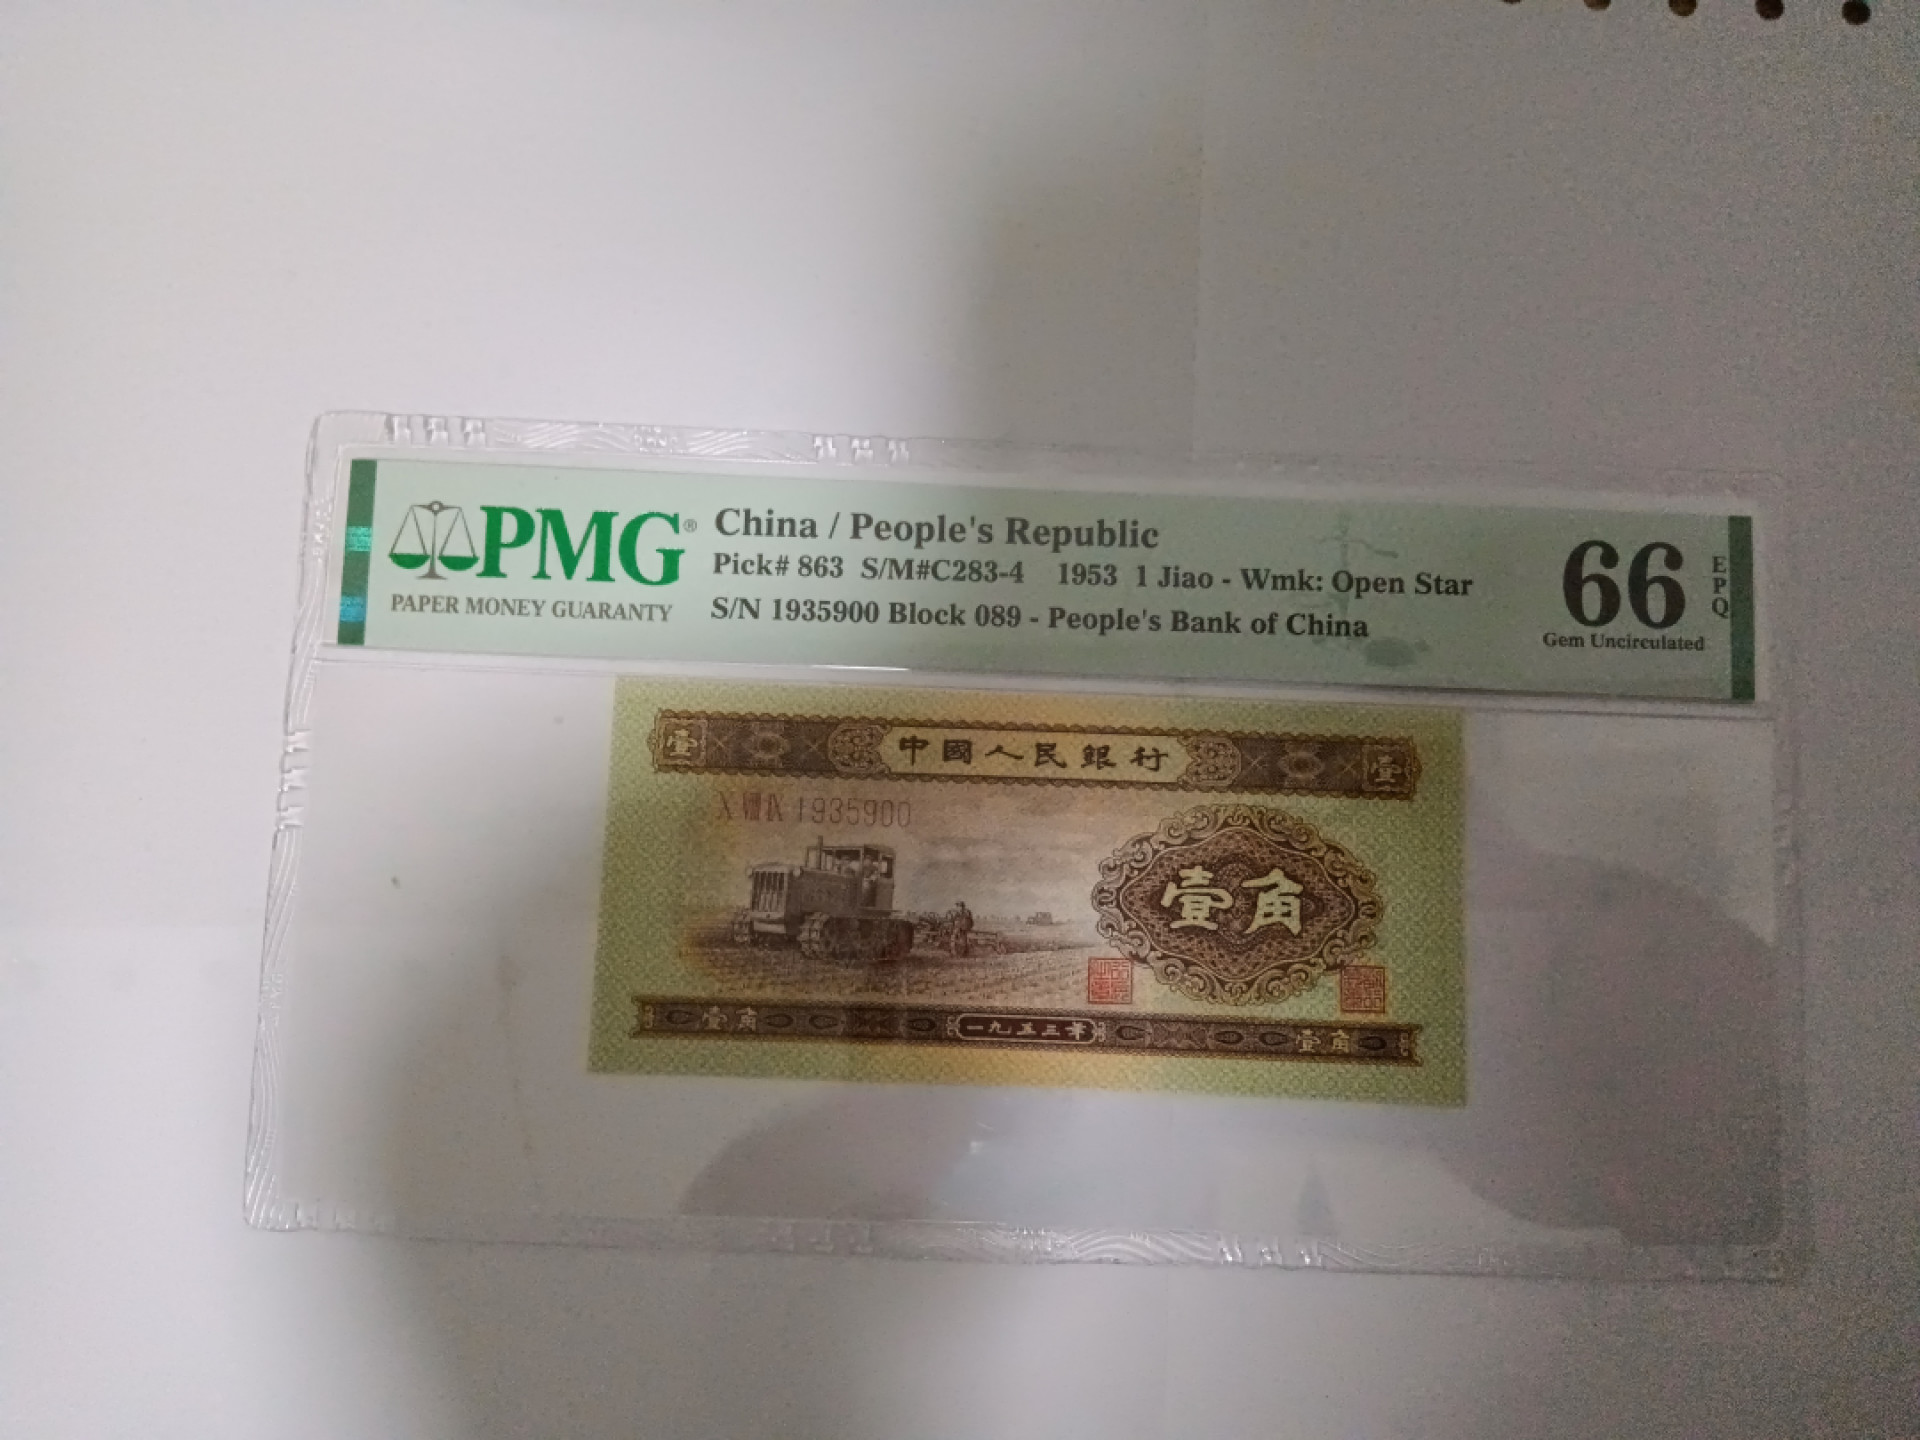 PMG®
PAPER MONEY GUARANTY
China / People's Republic
Pick# 863 S/M#C283-4 1953 1 Jiao - Wmk: Open Star
S/N 1935900 Block 089 - People's Bank of China
66
EPQ
Gem Uncirculated
壹 中國人民銀行 壹
X VIII IX 1935900
壹角
壹角 一九五三年 壹角